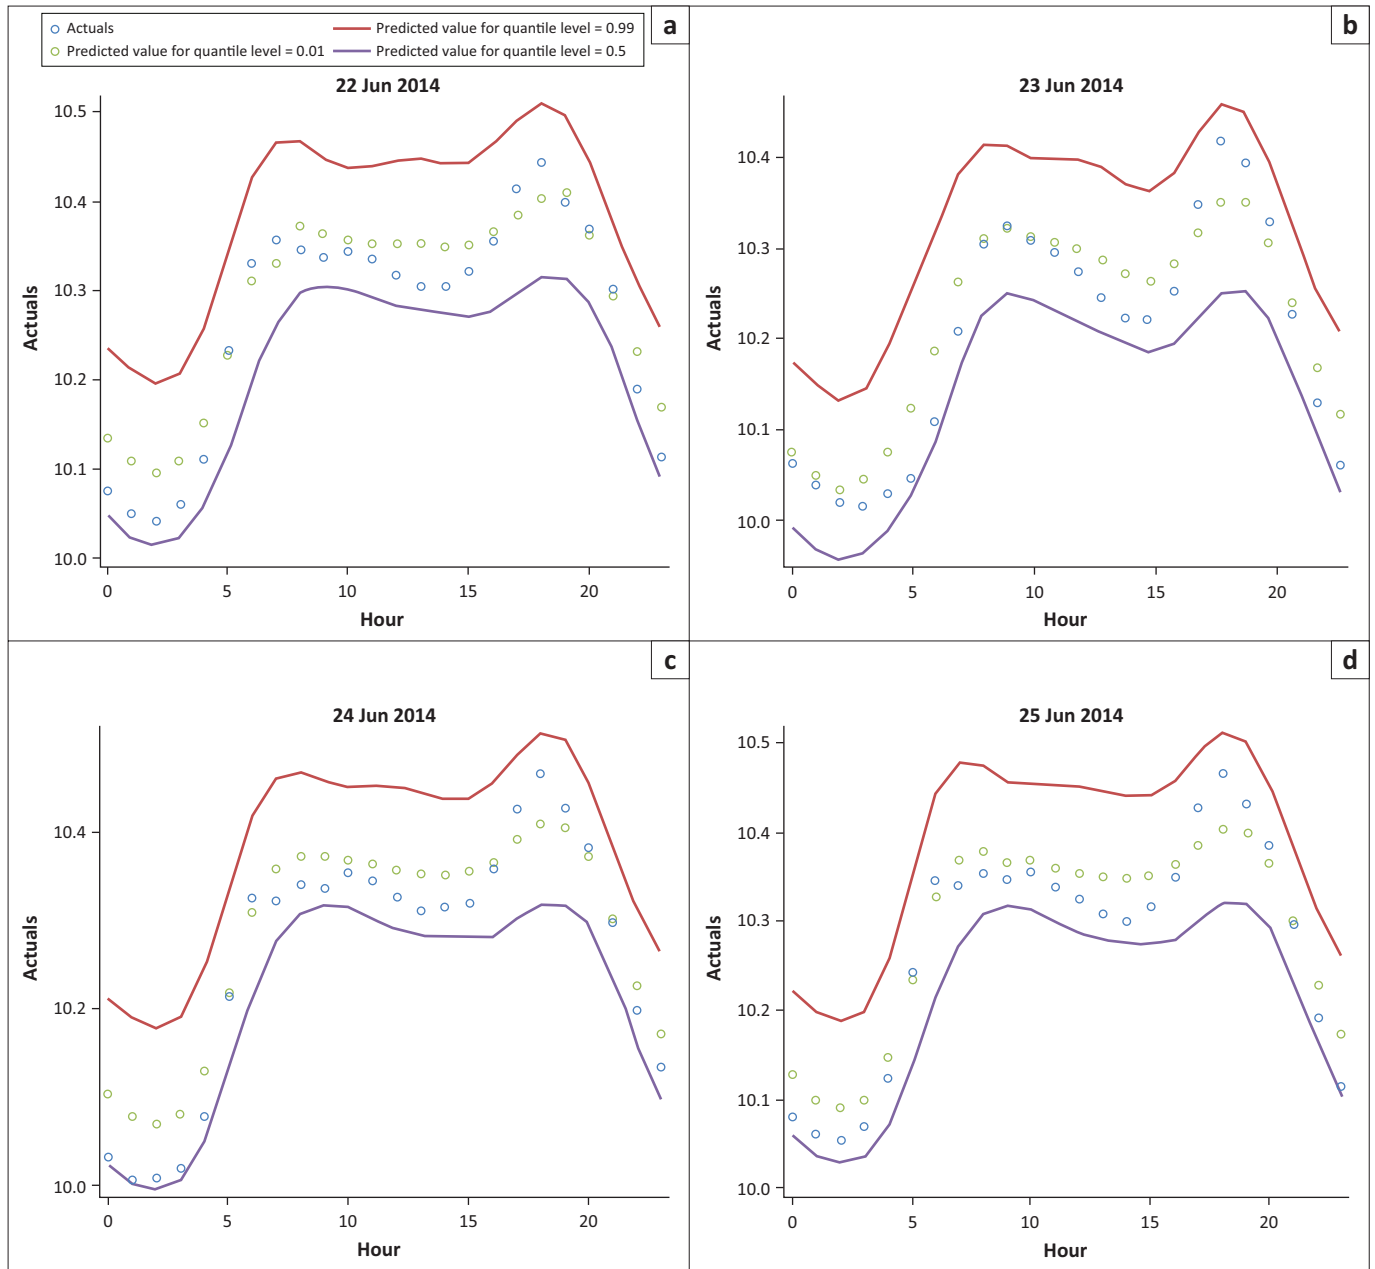 a
Actuals
Predicted value for quantile level = 0.99
Predicted value for quantile level = 0.01
Predicted value for quantile level = 0.5
22 Jun 2014
10.5
10.4
10.3
10.2
10.1
10.0
Actuals
0 5 10 15 20
Hour
b
23 Jun 2014
10.4
10.3
10.2
10.1
10.0
Actuals
0 5 10 15 20
Hour
c
24 Jun 2014
10.4
10.2
10.0
Actuals
0 5 10 15 20
Hour
d
25 Jun 2014
10.5
10.4
10.3
10.2
10.1
10.0
Actuals
0 5 10 15 20
Hour